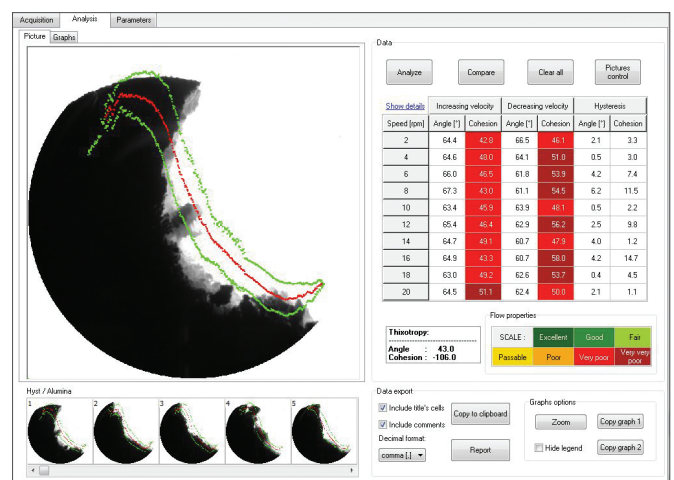 Acquisition Analysis Parameters
Picture Graphs
Data
Analyze Compare Clear all Pictures control
Show details Increasing velocity Decreasing velocity Hysteresis
Speed [rpm] Angle [°] Cohesion Angle [°] Cohesion Angle [°] Cohesion
2 64.4 42.8 66.5 46.1 2.1 3.3
4 64.6 48.0 64.1 51.0 0.5 3.0
6 66.0 46.5 61.8 53.9 4.2 7.4
8 67.3 43.0 61.1 54.5 6.2 11.5
10 63.4 45.9 63.9 48.1 0.5 2.2
12 65.4 46.4 62.9 56.2 2.5 9.8
14 64.7 49.1 60.7 47.9 4.0 1.2
16 64.9 43.3 60.7 58.0 4.2 14.7
18 63.0 49.2 62.6 53.7 0.4 4.5
20 64.5 51.1 62.4 50.0 2.1 1.1
Thixotropy:
Angle : 43.0
Cohesion : -106.0
Flow properties
SCALE : Excellent Good Fair
Passable Poor Very poor Very very poor
Hyst / Alumina
1 2 3 4 5
Data export
Include title's cells
Include comments
Decimal format:
comma [,]
Copy to clipboard
Report
Graphs options
Zoom Copy graph 1
Hide legend Copy graph 2